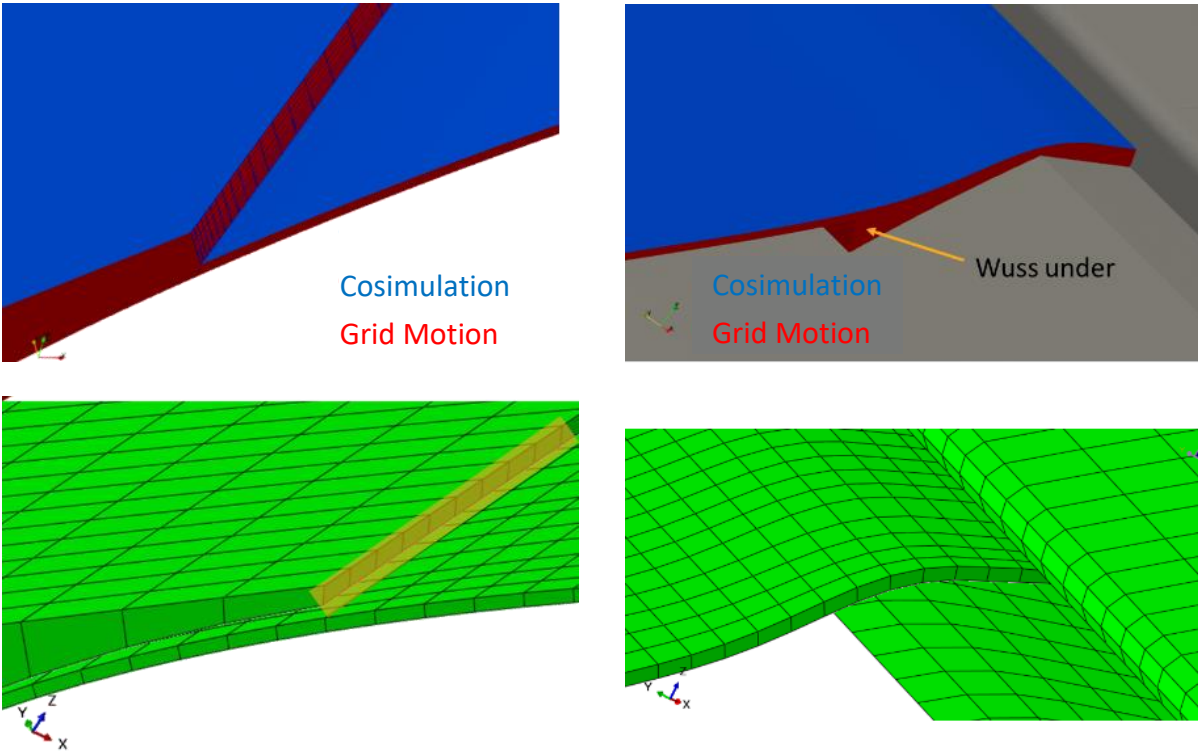 Cosimulation
Grid Motion
Wuss under
Cosimulation
Grid Motion
Y
Z
X
Z
Y
X